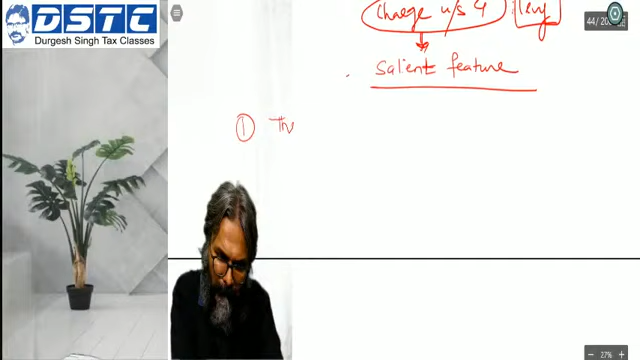 DSTC
Durgesh Singh Tax Classes
44/20
Charge u/s 4 levy
salient feature
① Th
27%